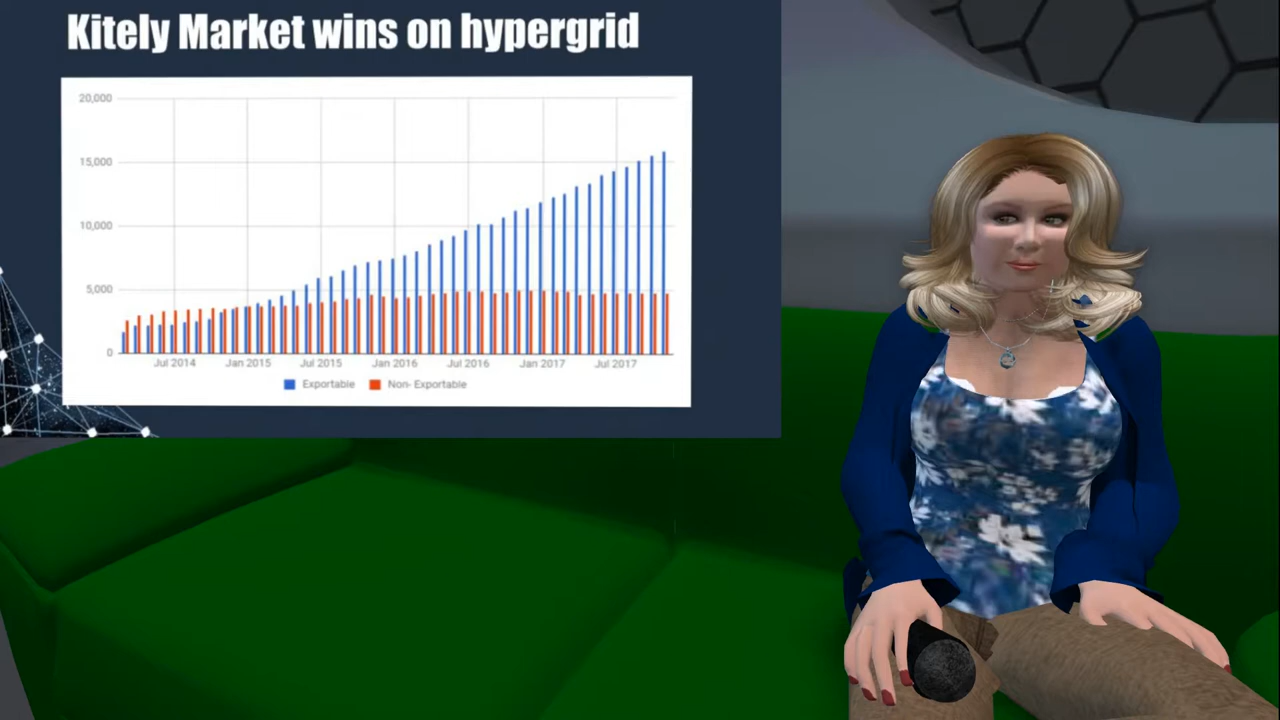 Kitely Market wins on hypergrid
20,000
15,000
10,000
5,000
0
Jul 2014 Jan 2015 Jul 2015 Jan 2016 Jul 2016 Jan 2017 Jul 2017
Exportable Non- Exportable